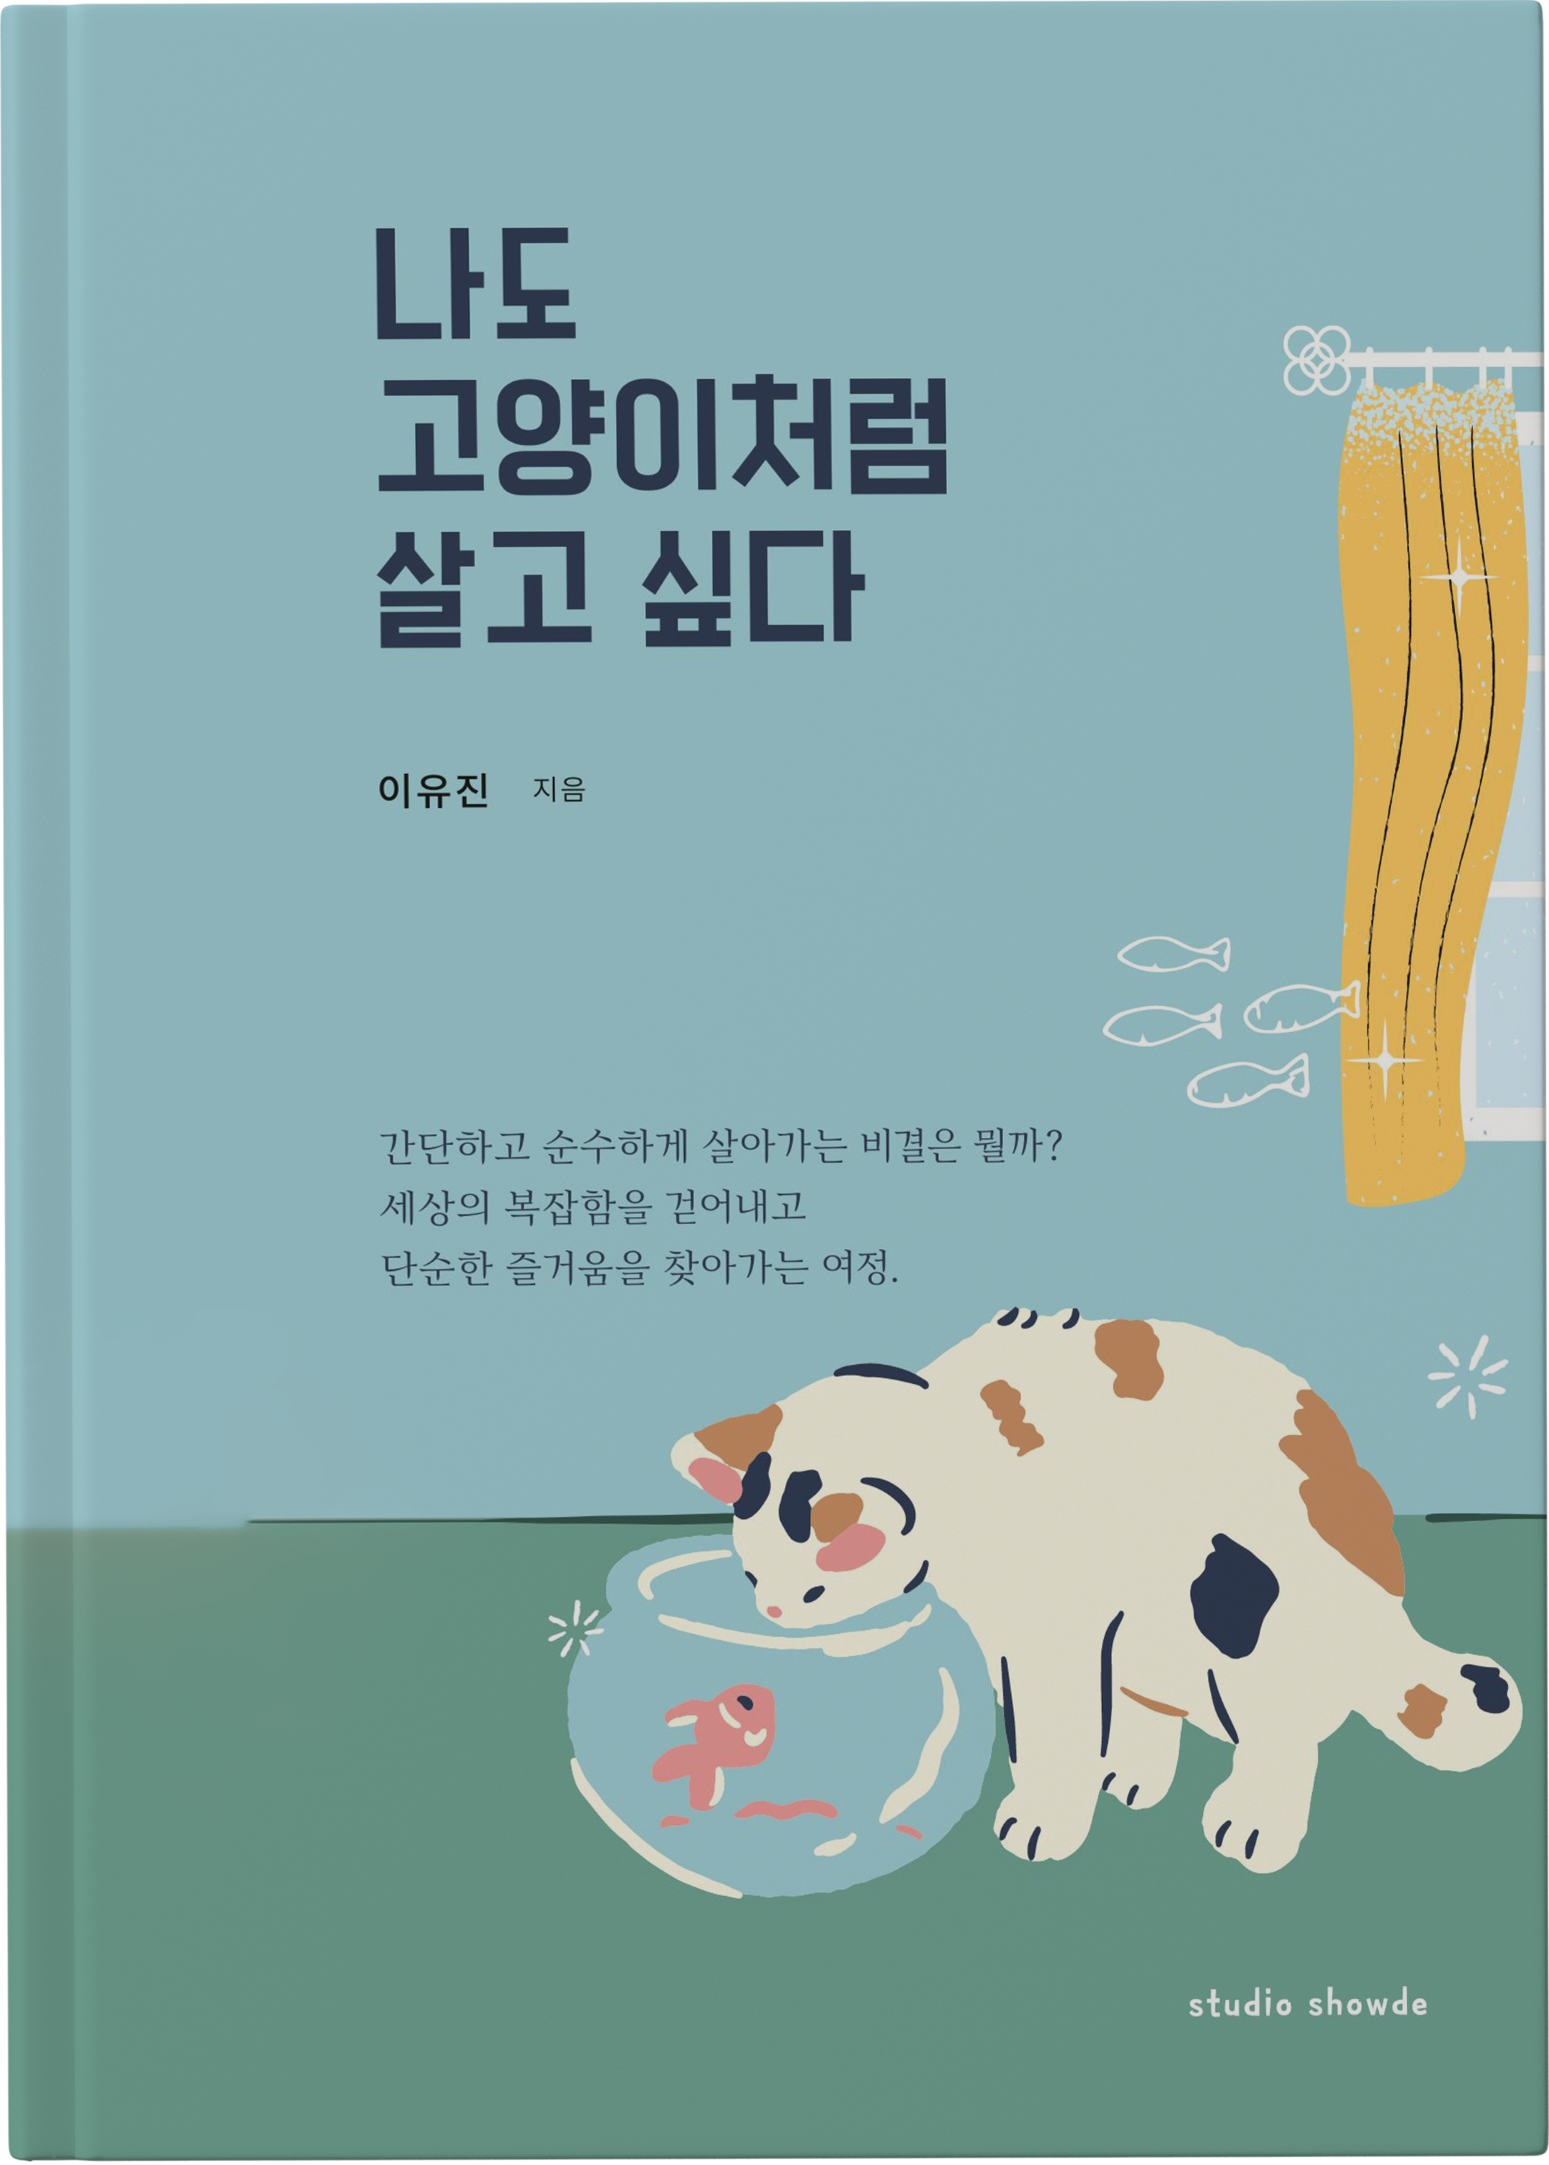 나도
고양이처럼
살고 싶다
이유진 지음
간단하고 순수하게 살아가는 비결은 뭘까?
세상의 복잡함을 걷어내고
단순한 즐거움을 찾아가는 여정.
studio showde